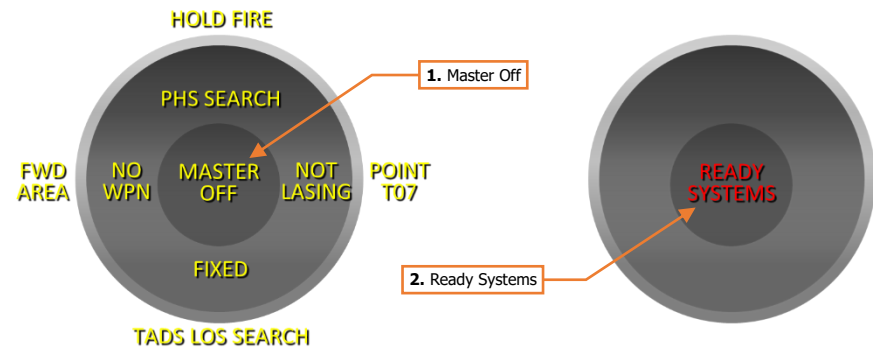 HOLD FIRE
1. Master Off
PHS SEARCH
FWD
AREA
NO
WPN
MASTER
OFF
NOT
LASING
POINT
T07
READY
SYSTEMS
FIXED
2. Ready Systems
TADS LOS SEARCH